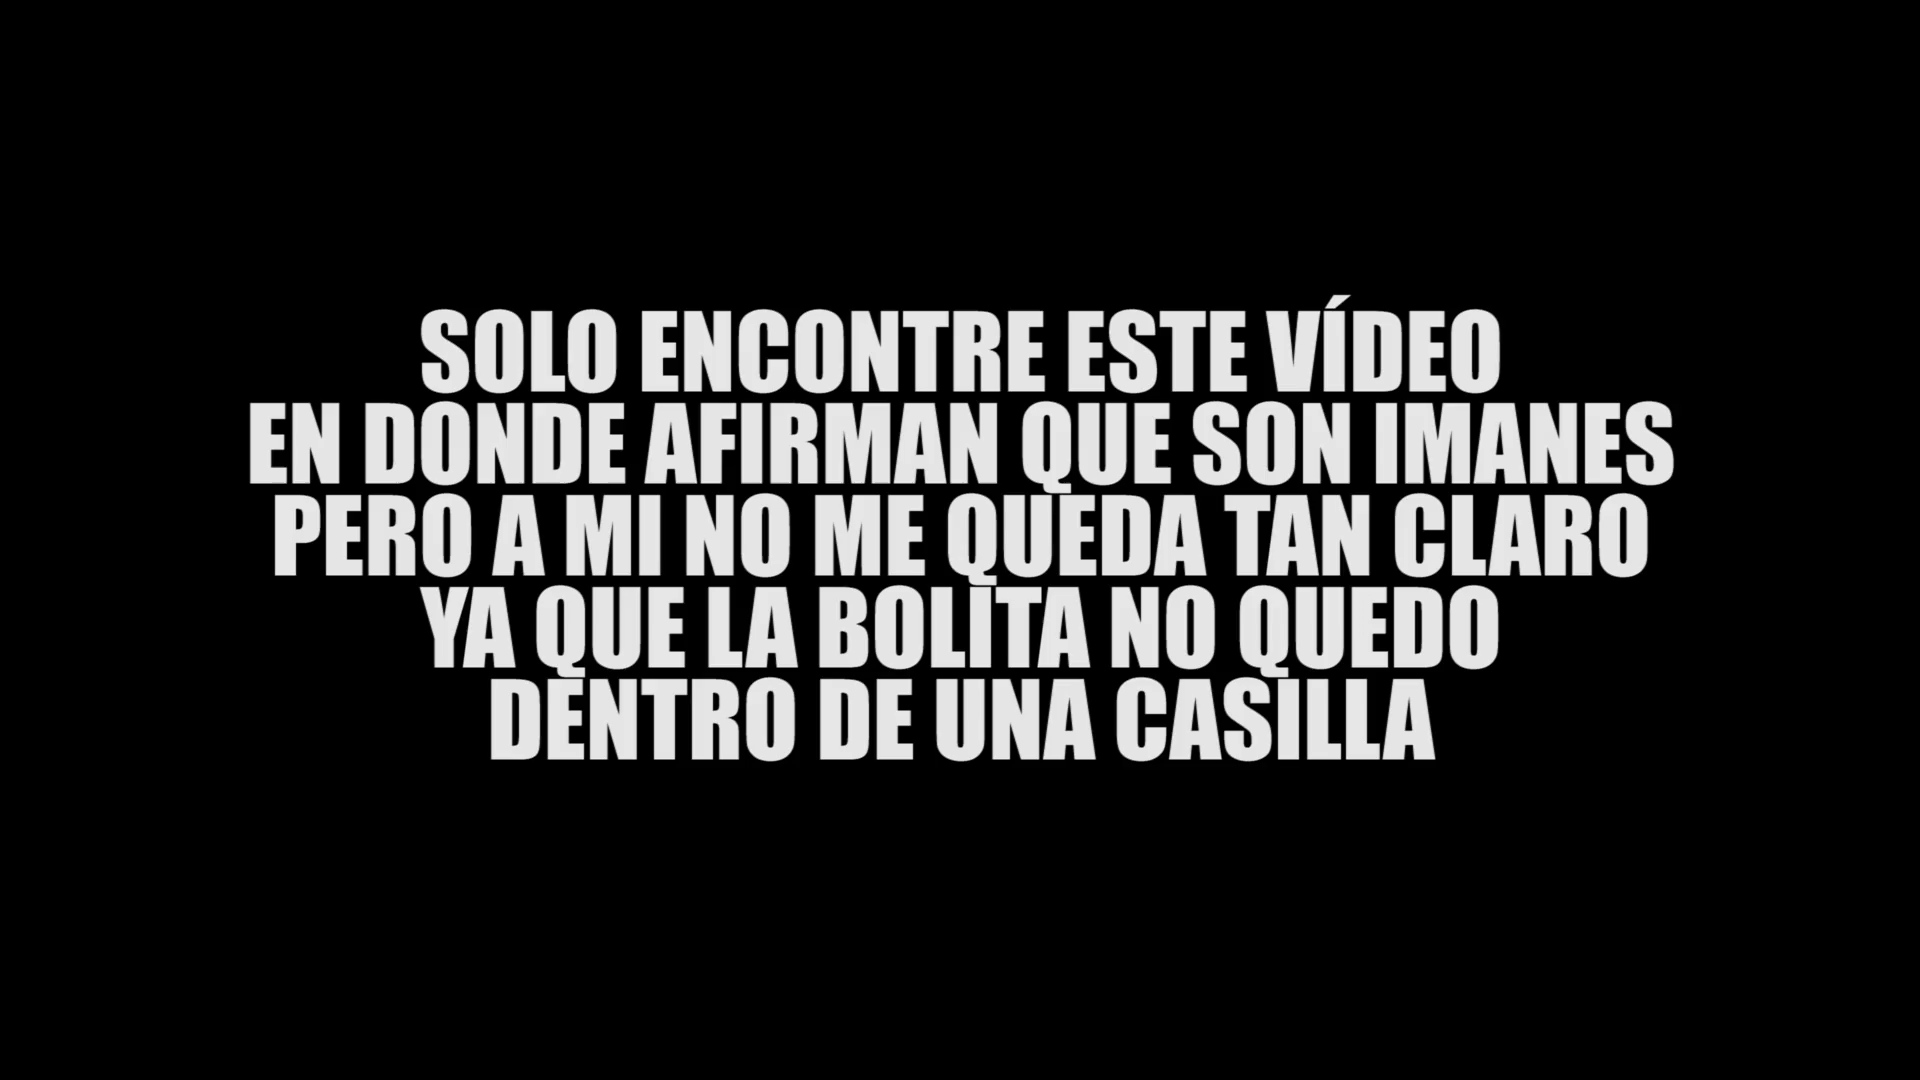 SOLO ENCONTRE ESTE VÍDEO
EN DONDE AFIRMAN QUE SON IMANES
PERO A MI NO ME QUEDA TAN CLARO
YA QUE LA BOLITA NO QUEDO
DENTRO DE UNA CASILLA